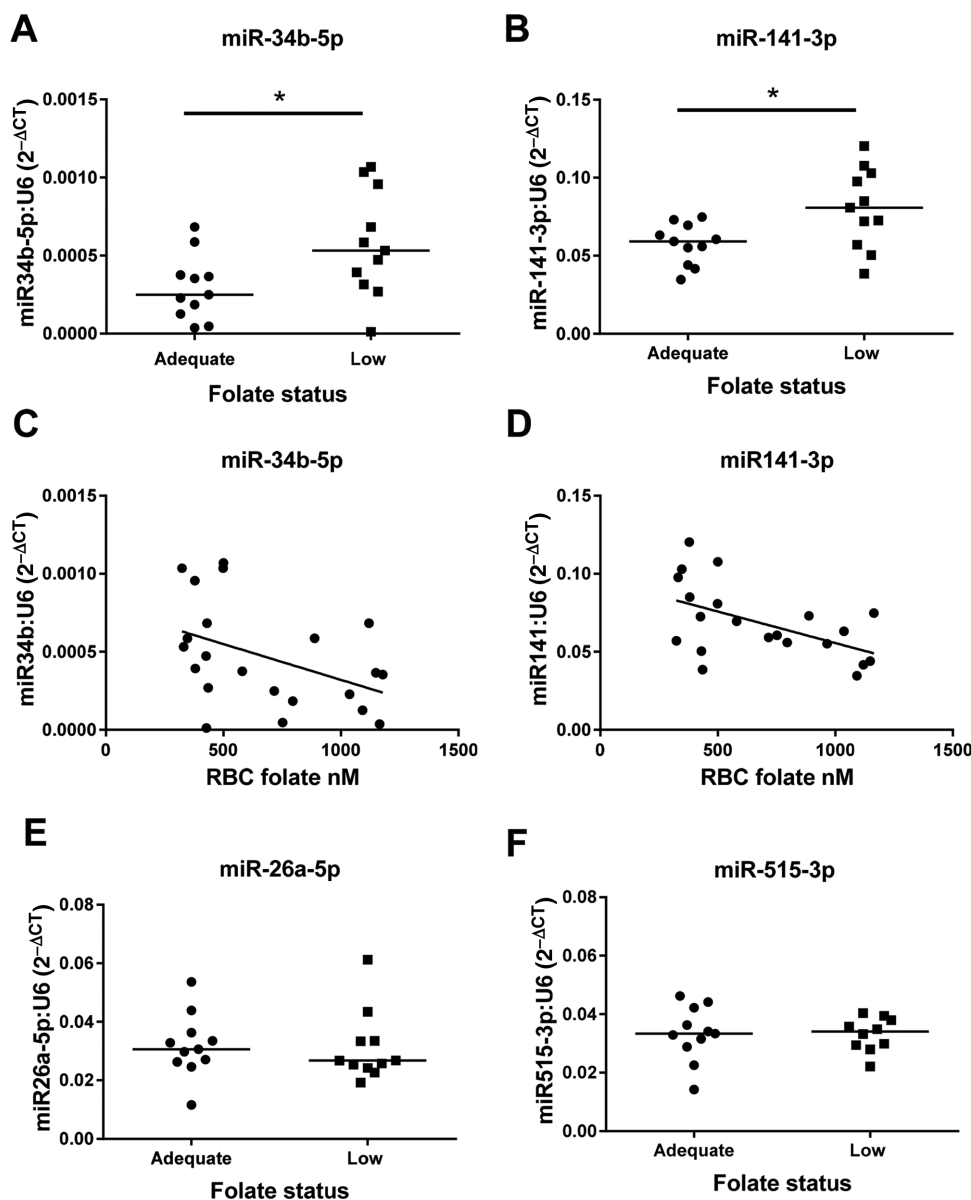 A
miR-34b-5p
miR34b-5p:U6 (2−ΔCT)
0.0015
0.0010
0.0005
0.0000
*
Adequate
Low
Folate status
B
miR-141-3p
miR-141-3p:U6 (2−ΔCT)
0.15
0.10
0.05
0.00
*
Adequate
Low
Folate status
C
miR-34b-5p
miR34b:U6 (2−ΔCT)
0.0015
0.0010
0.0005
0.0000
0
500
1000
1500
RBC folate nM
D
miR141-3p
miR141:U6 (2−ΔCT)
0.15
0.10
0.05
0.00
0
500
1000
1500
RBC folate nM
E
miR-26a-5p
miR26a-5p:U6 (2−ΔCT)
0.08
0.06
0.04
0.02
0.00
Adequate
Low
Folate status
F
miR-515-3p
miR515-3p:U6 (2−ΔCT)
0.08
0.06
0.04
0.02
0.00
Adequate
Low
Folate status